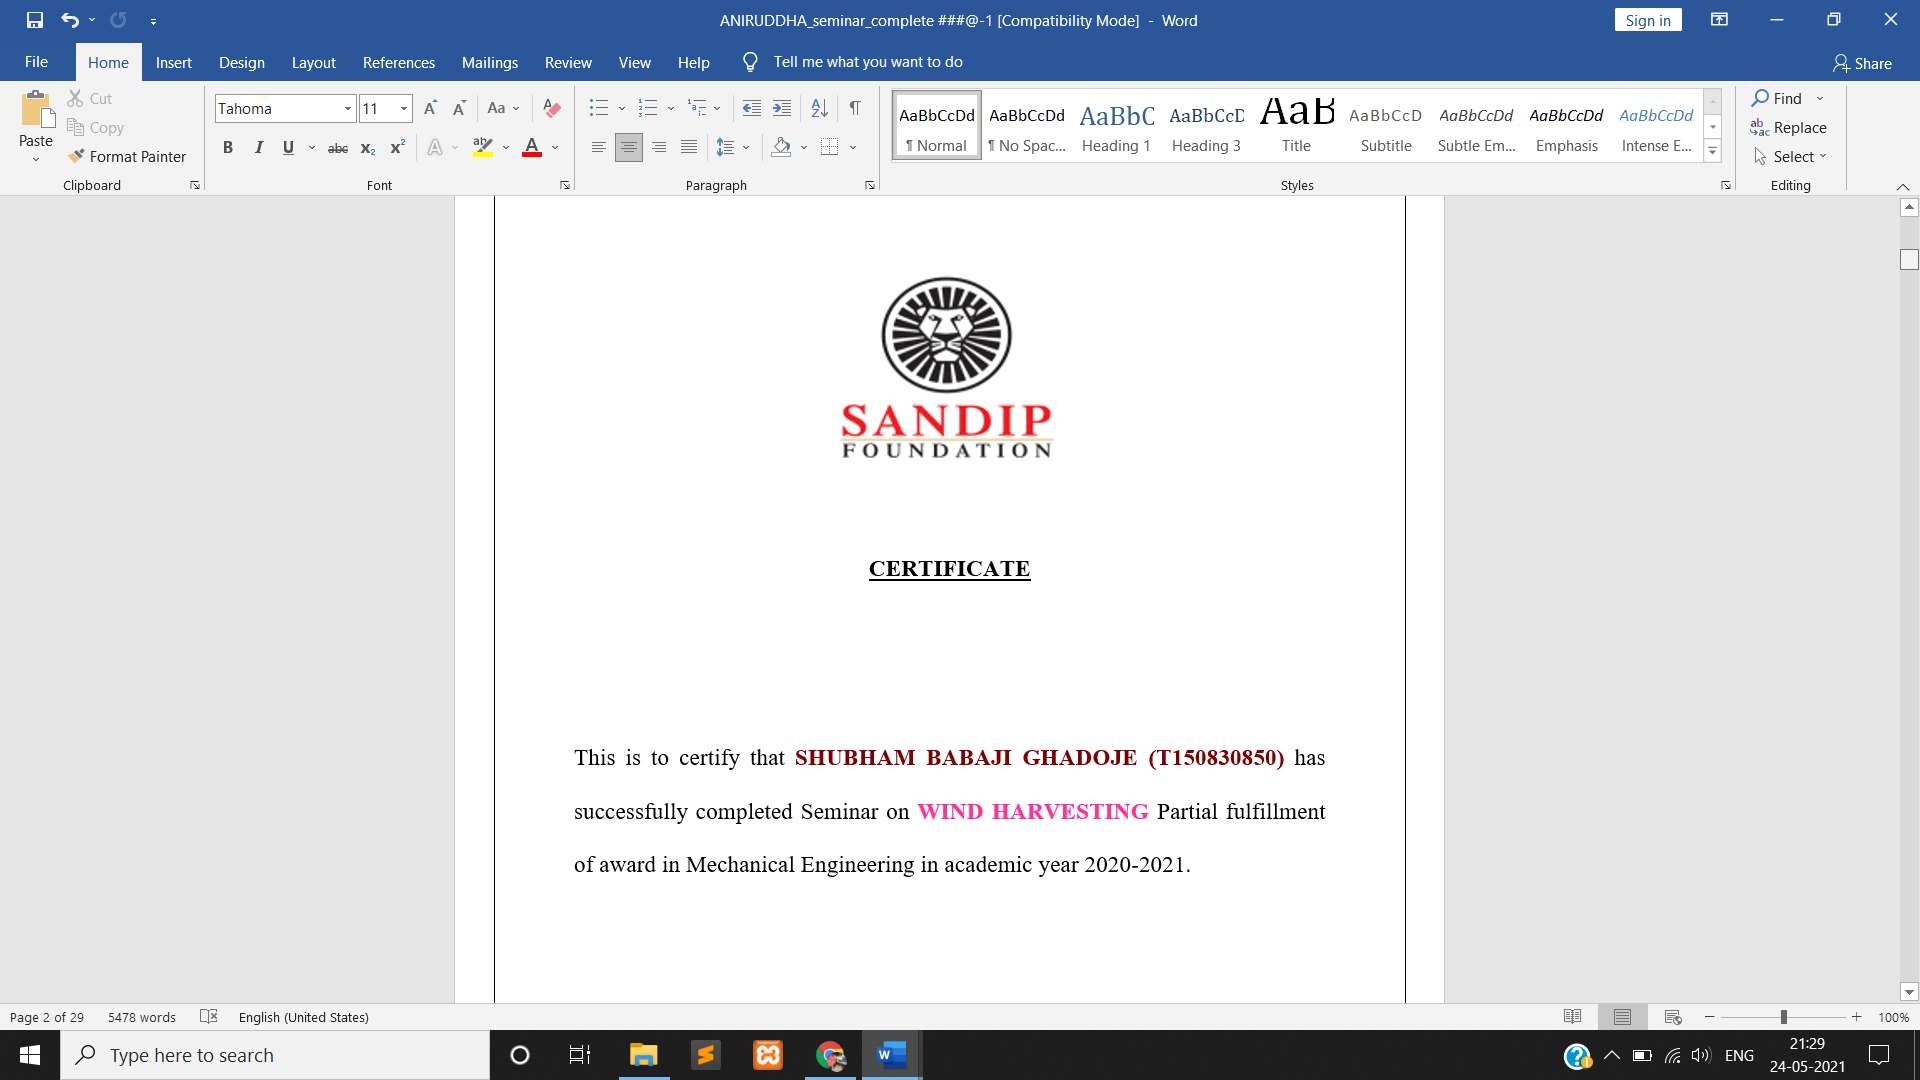 ANIRUDDHA_seminar_complete ###@-1 [Compatibility Mode] - Word
Sign in
File Home Insert Design Layout References Mailings Review View Help Tell me what you want to do
Share
Paste
Cut
Copy
Format Painter
Clipboard
Tahoma 11
Aa
B I U abc x₂ x²
Font
Paragraph
AaBbCcDd AaBbCcDd AaBbC AaBbCcD AaB AaBbCcD AaBbCcDd AaBbCcDd AaBbCcDd
¶ Normal ¶ No Spac... Heading 1 Heading 3 Title Subtitle Subtle Em... Emphasis Intense E...
Styles
Find
Replace
Select
Editing
SANDIP
FOUNDATION
CERTIFICATE
This is to certify that SHUBHAM BABAJI GHADOJE (T150830850) has
successfully completed Seminar on WIND HARVESTING Partial fulfillment
of award in Mechanical Engineering in academic year 2020-2021.
Page 2 of 29 5478 words English (United States)
100%
Type here to search
ENG
21:29
24-05-2021